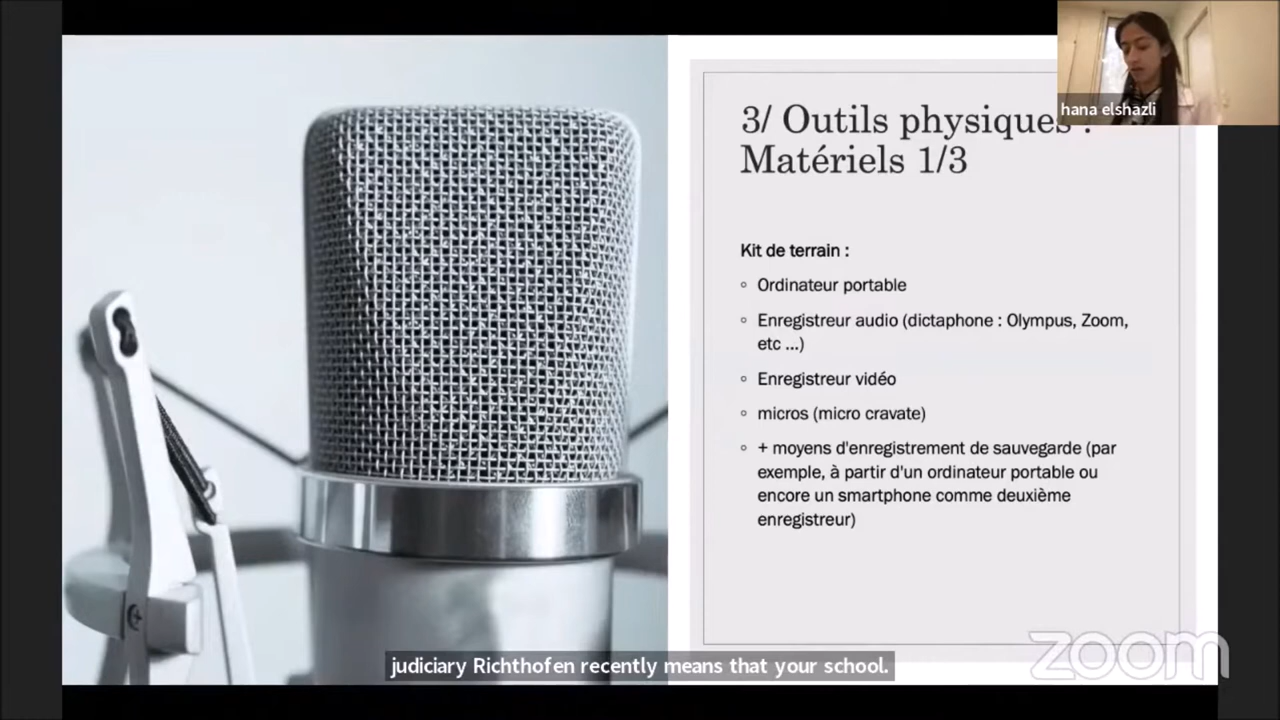 hana elshazli
3/ Outils physiques :
Matériels 1/3
Kit de terrain :
◦ Ordinateur portable
◦ Enregistreur audio (dictaphone : Olympus, Zoom,
etc ...)
◦ Enregistreur vidéo
◦ micros (micro cravate)
◦ + moyens d'enregistrement de sauvegarde (par
exemple, à partir d'un ordinateur portable ou
encore un smartphone comme deuxième
enregistreur)
zoom
judiciary Richthofen recently means that your school.